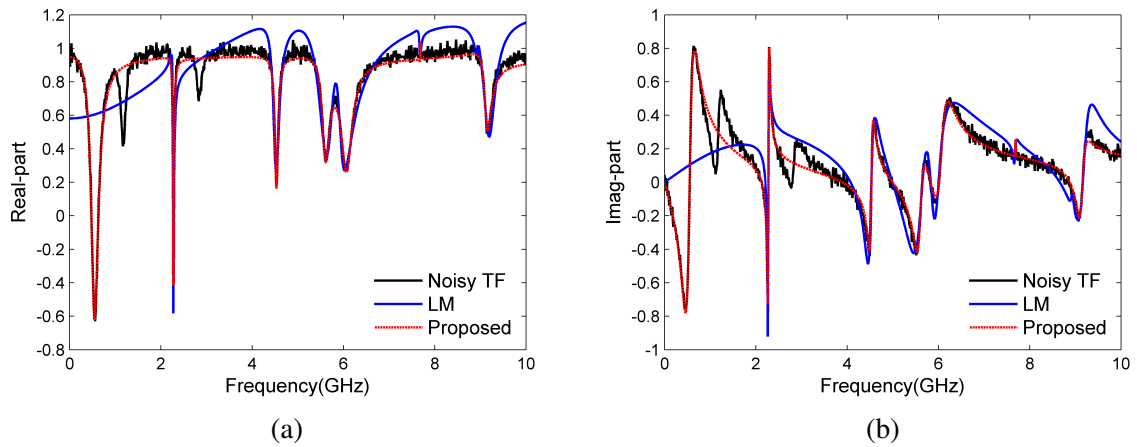 1.2
1
0.8
0.6
0.4
0.2
0
-0.2
-0.4
-0.6
-0.8
Real-part
Noisy TF
LM
Proposed
0 2 4 6 8 10
Frequency(GHz)
(a)
1
0.8
0.6
0.4
0.2
0
-0.2
-0.4
-0.6
-0.8
-1
Imag-part
Noisy TF
LM
Proposed
0 2 4 6 8 10
Frequency(GHz)
(b)